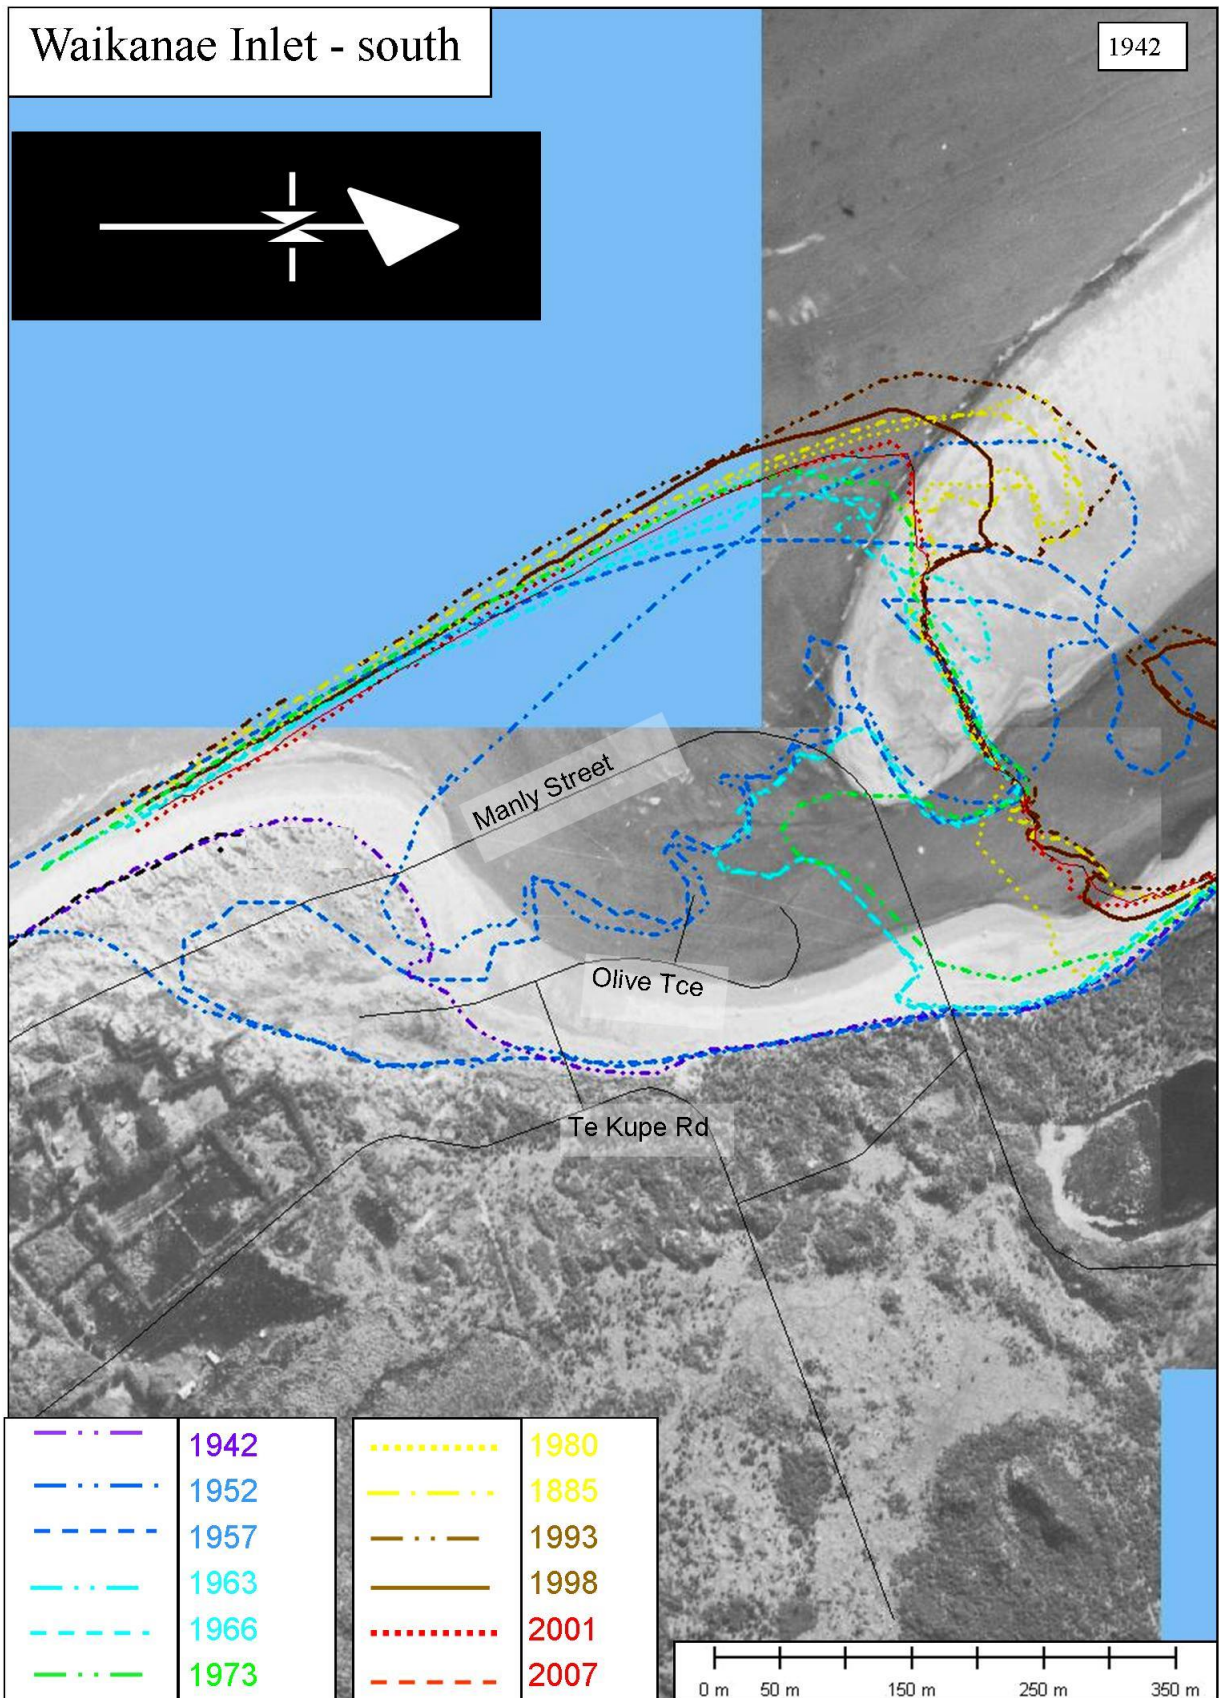 Waikanae Inlet - south
1942
Manly Street
Olive Tce
Te Kupe Rd
1942
1952
1957
1963
1966
1973
1980
1885
1993
1998
2001
2007
0 m 50 m 150 m 250 m 350 m